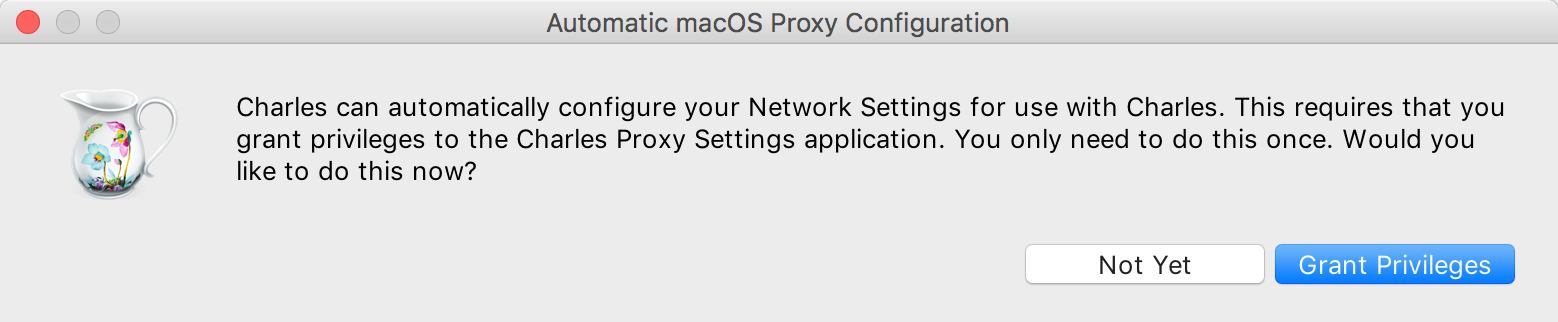 Automatic macOS Proxy Configuration
Charles can automatically configure your Network Settings for use with Charles. This requires that you
grant privileges to the Charles Proxy Settings application. You only need to do this once. Would you
like to do this now?
Not Yet
Grant Privileges